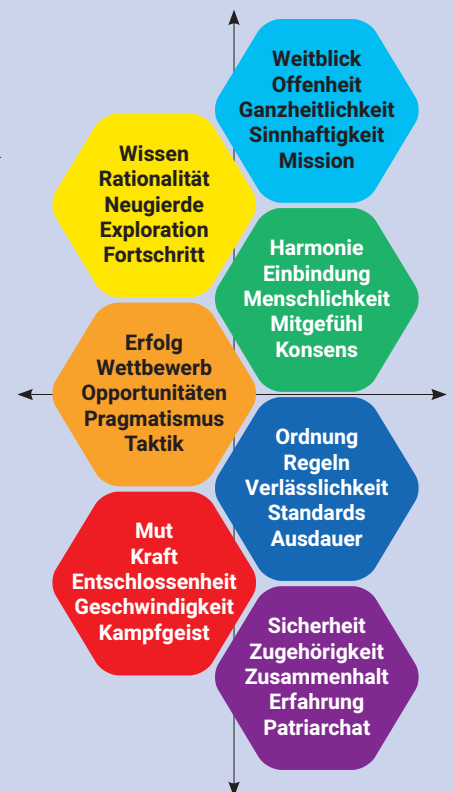 Weitblick
Offenheit
Ganzheitlichkeit
Sinnhaftigkeit
Mission
Wissen
Rationalität
Neugierde
Exploration
Fortschritt
Harmonie
Einbindung
Menschlichkeit
Mitgefühl
Konsens
Erfolg
Wettbewerb
Opportunitäten
Pragmatismus
Taktik
Ordnung
Regeln
Verlässlichkeit
Standards
Ausdauer
Mut
Kraft
Entschlossenheit
Geschwindigkeit
Kampfgeist
Sicherheit
Zugehörigkeit
Zusammenhalt
Erfahrung
Patriarchat